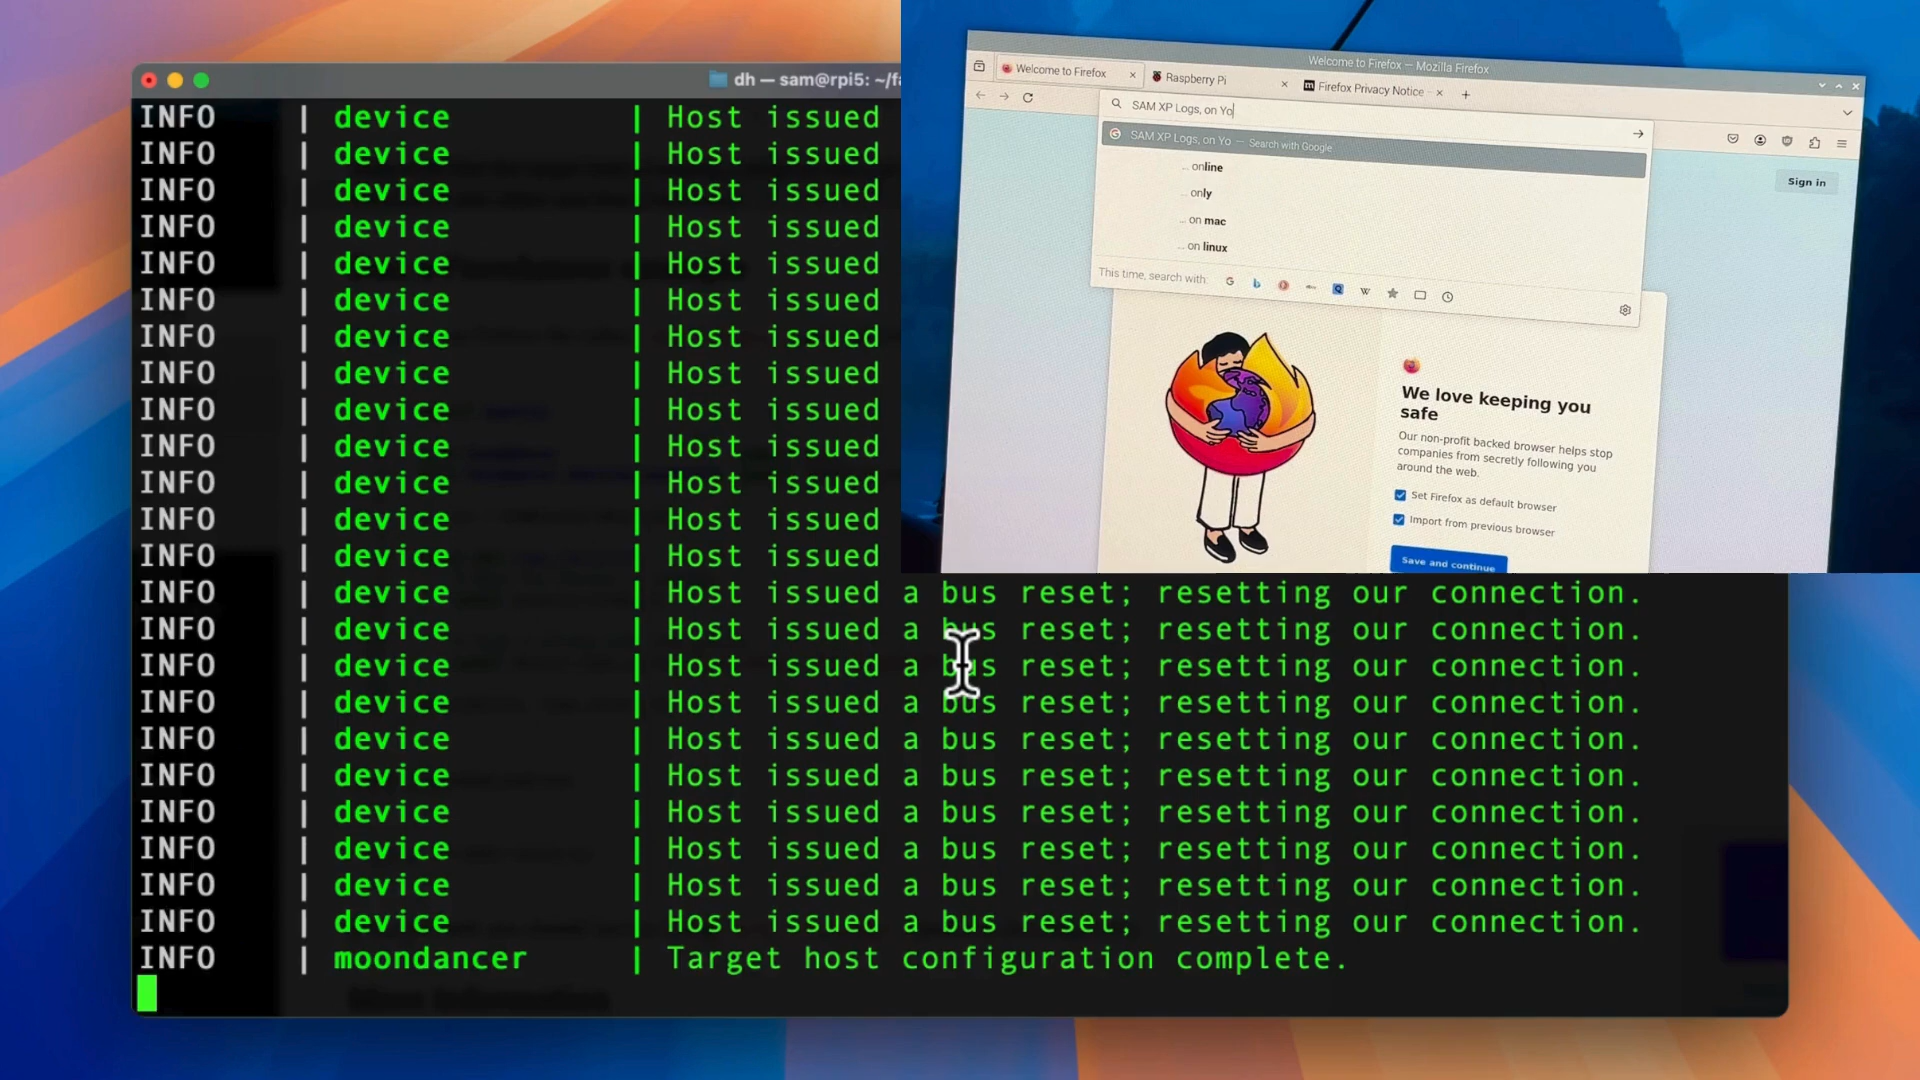 dh — sam@rpi5: ~/f
INFO | device | Host issued
INFO | device | Host issued
INFO | device | Host issued
INFO | device | Host issued
INFO | device | Host issued
INFO | device | Host issued
INFO | device | Host issued
INFO | device | Host issued
INFO | device | Host issued
INFO | device | Host issued
INFO | device | Host issued
INFO | device | Host issued
INFO | device | Host issued
INFO | device | Host issued a bus reset; resetting our connection.
INFO | device | Host issued a bus reset; resetting our connection.
INFO | device | Host issued a bus reset; resetting our connection.
INFO | device | Host issued a bus reset; resetting our connection.
INFO | device | Host issued a bus reset; resetting our connection.
INFO | device | Host issued a bus reset; resetting our connection.
INFO | device | Host issued a bus reset; resetting our connection.
INFO | device | Host issued a bus reset; resetting our connection.
INFO | device | Host issued a bus reset; resetting our connection.
INFO | device | Host issued a bus reset; resetting our connection.
INFO | moondancer | Target host configuration complete.
Welcome to Firefox — Mozilla Firefox
Welcome to Firefox × Raspberry Pi × Firefox Privacy Notice - × +
SAM XP Logs, on Yo
SAM XP Logs, on Yo — Search with Google
... online
... only
... on mac
... on linux
This time, search with:
Sign in
We love keeping you
safe
Our non-profit backed browser helps stop
companies from secretly following you
around the web.
Set Firefox as default browser
Import from previous browser
Save and continue